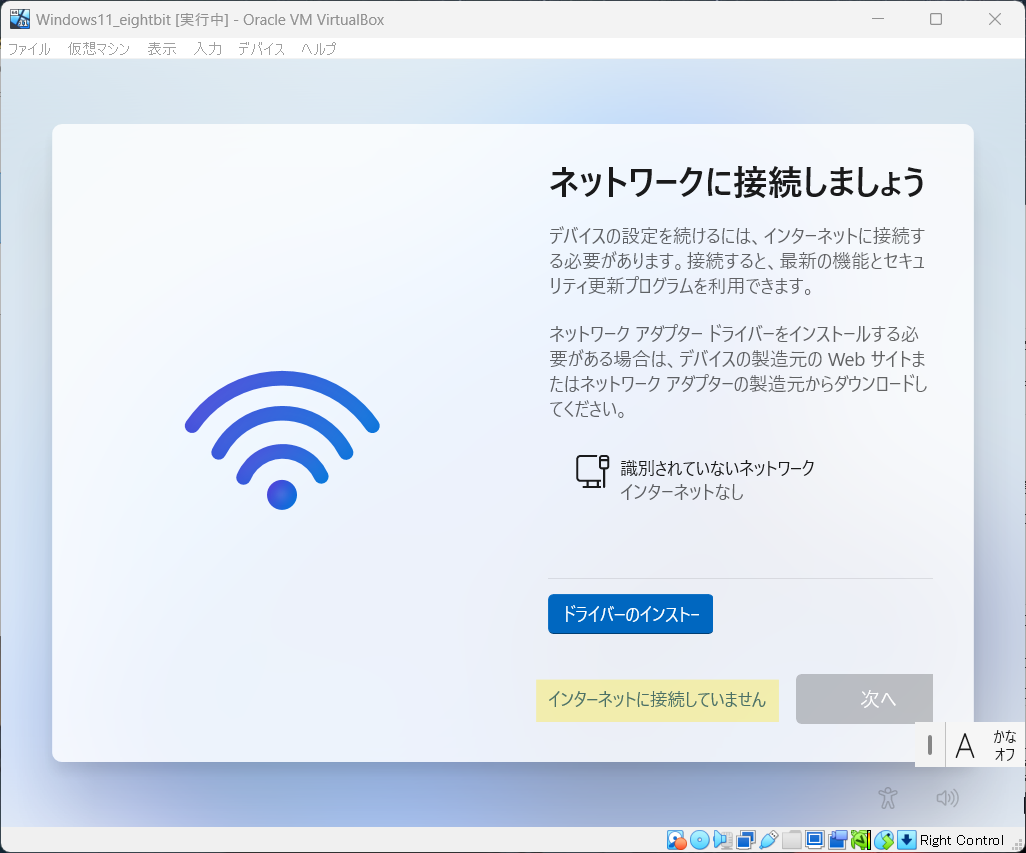 Windows11_eightbit [実行中] - Oracle VM VirtualBox
ファイル 仮想マシン 表示 入力 デバイス ヘルプ
ネットワークに接続しましょう
デバイスの設定を続けるには、インターネットに接続す
る必要があります。接続すると、最新の機能とセキュ
リティ更新プログラムを利用できます。
ネットワーク アダプター ドライバーをインストールする必
要がある場合は、デバイスの製造元の Web サイトま
たはネットワーク アダプターの製造元からダウンロードし
てください。
識別されていないネットワーク
インターネットなし
ドライバーのインストー
インターネットに接続していません
次へ
A
かな
オフ
Right Control